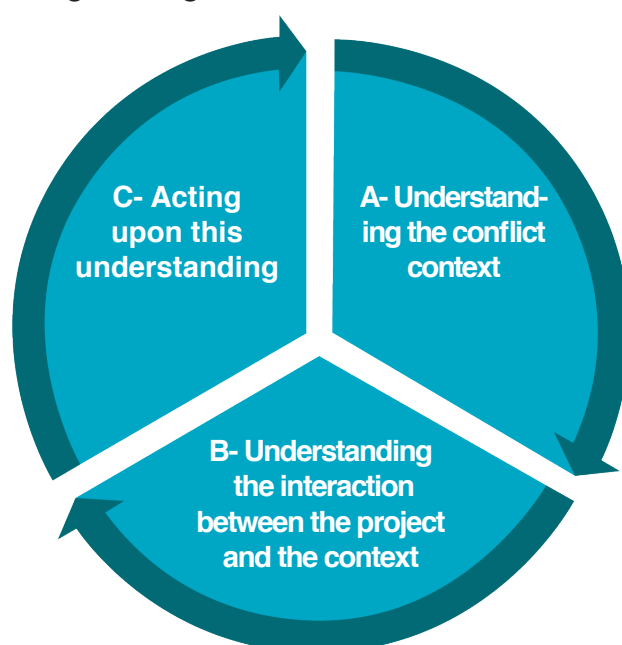 C- Acting
upon this
understanding
A- Understand-
ing the conflict
context
B- Understanding
the interaction
between the project
and the context